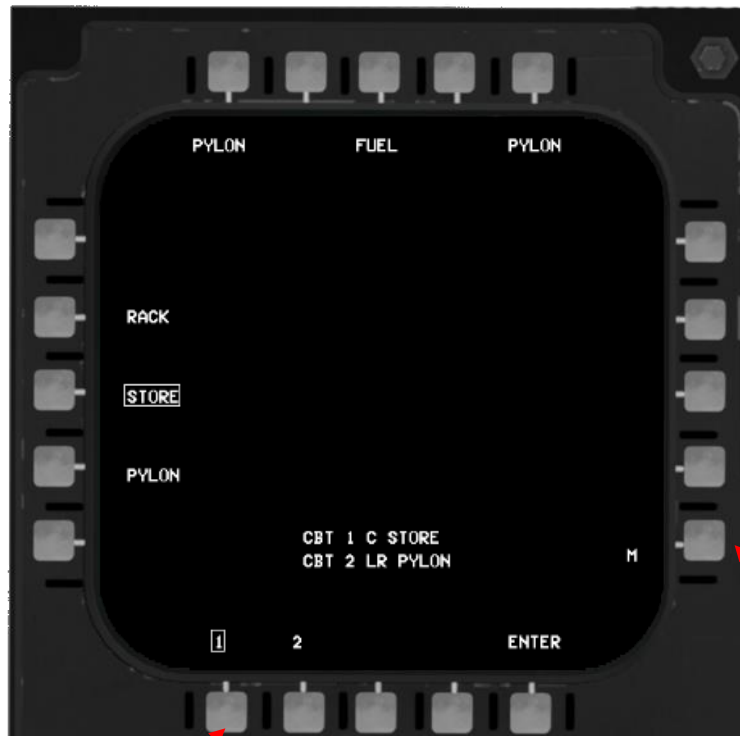 PYLON FUEL PYLON
RACK
STORE
PYLON
CBT 1 C STORE
CBT 2 LR PYLON
M
1 2 ENTER